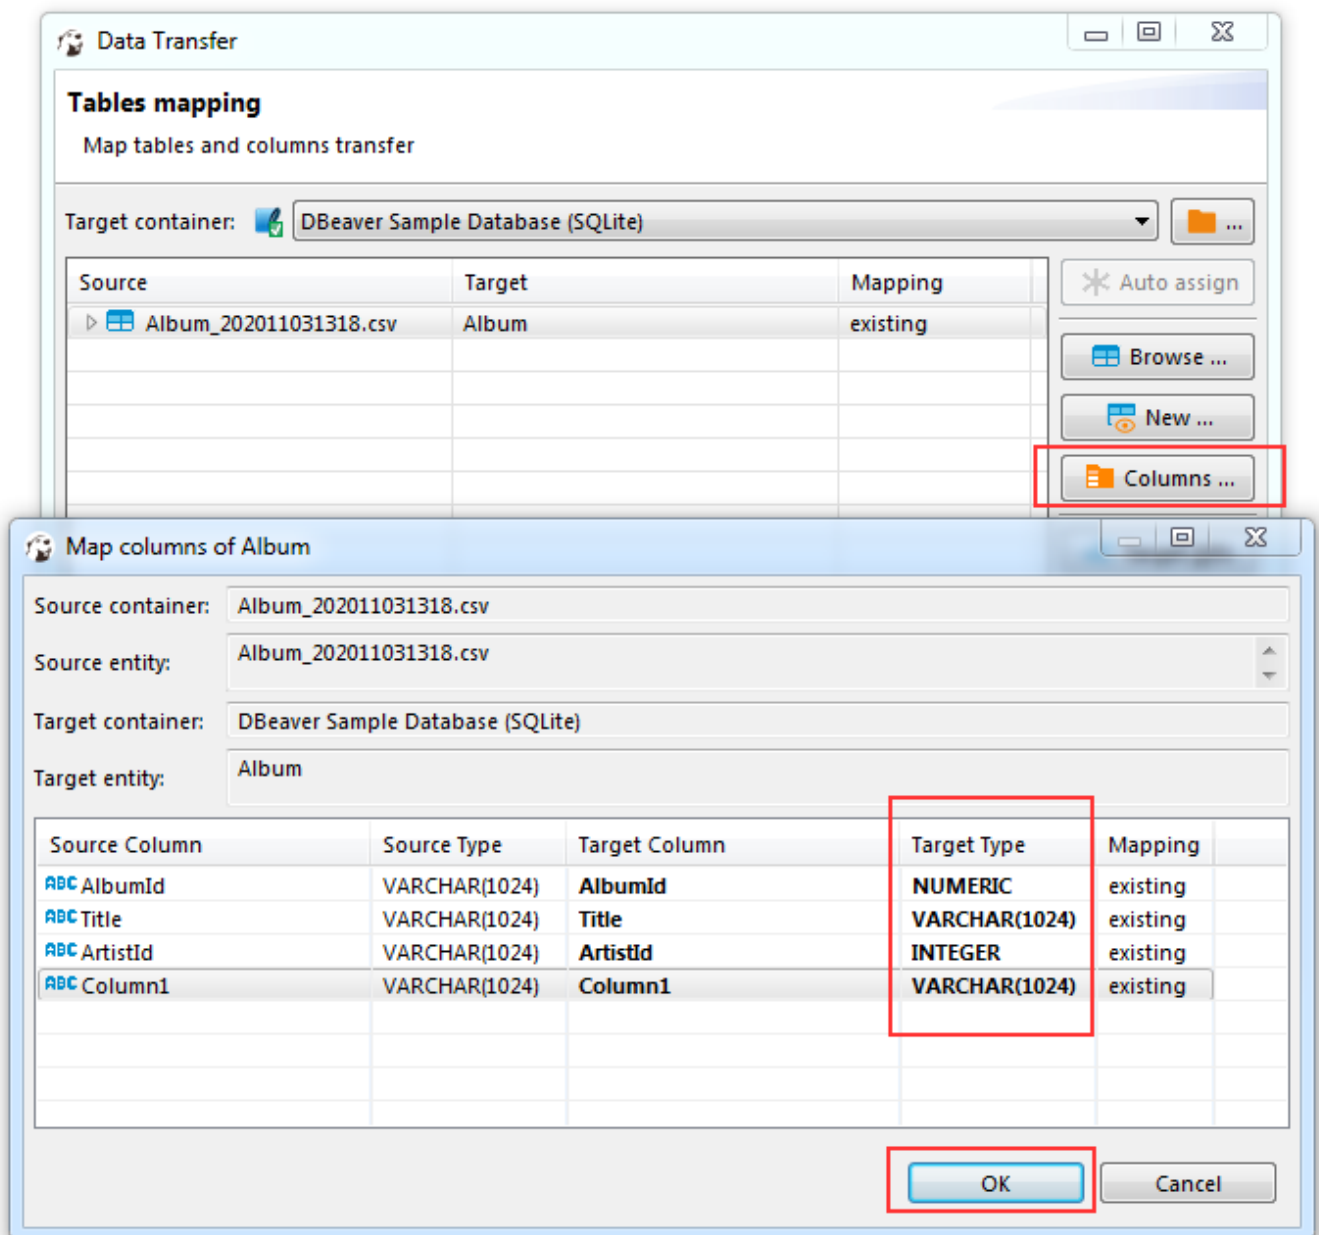 Data Transfer
Tables mapping
Map tables and columns transfer
Target container: DBeaver Sample Database (SQLite) ...
Source Target Mapping Auto assign
Album_202011031318.csv Album existing
Browse ...
New ...
Columns ...
Map columns of Album
Source container: Album_202011031318.csv
Source entity: Album_202011031318.csv
Target container: DBeaver Sample Database (SQLite)
Target entity: Album
Source Column Source Type Target Column Target Type Mapping
ABC AlbumId VARCHAR(1024) AlbumId NUMERIC existing
ABC Title VARCHAR(1024) Title VARCHAR(1024) existing
ABC ArtistId VARCHAR(1024) ArtistId INTEGER existing
ABC Column1 VARCHAR(1024) Column1 VARCHAR(1024) existing
OK Cancel